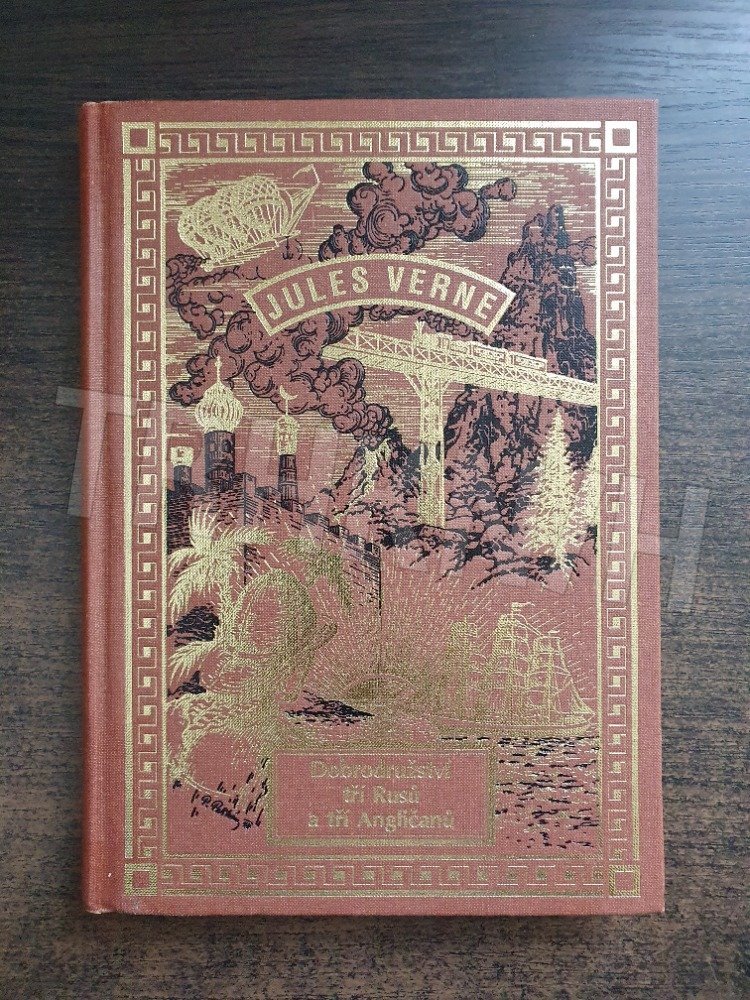 JULES VERNE
Dobrodružství
tří Rusů
a tří Angličanů